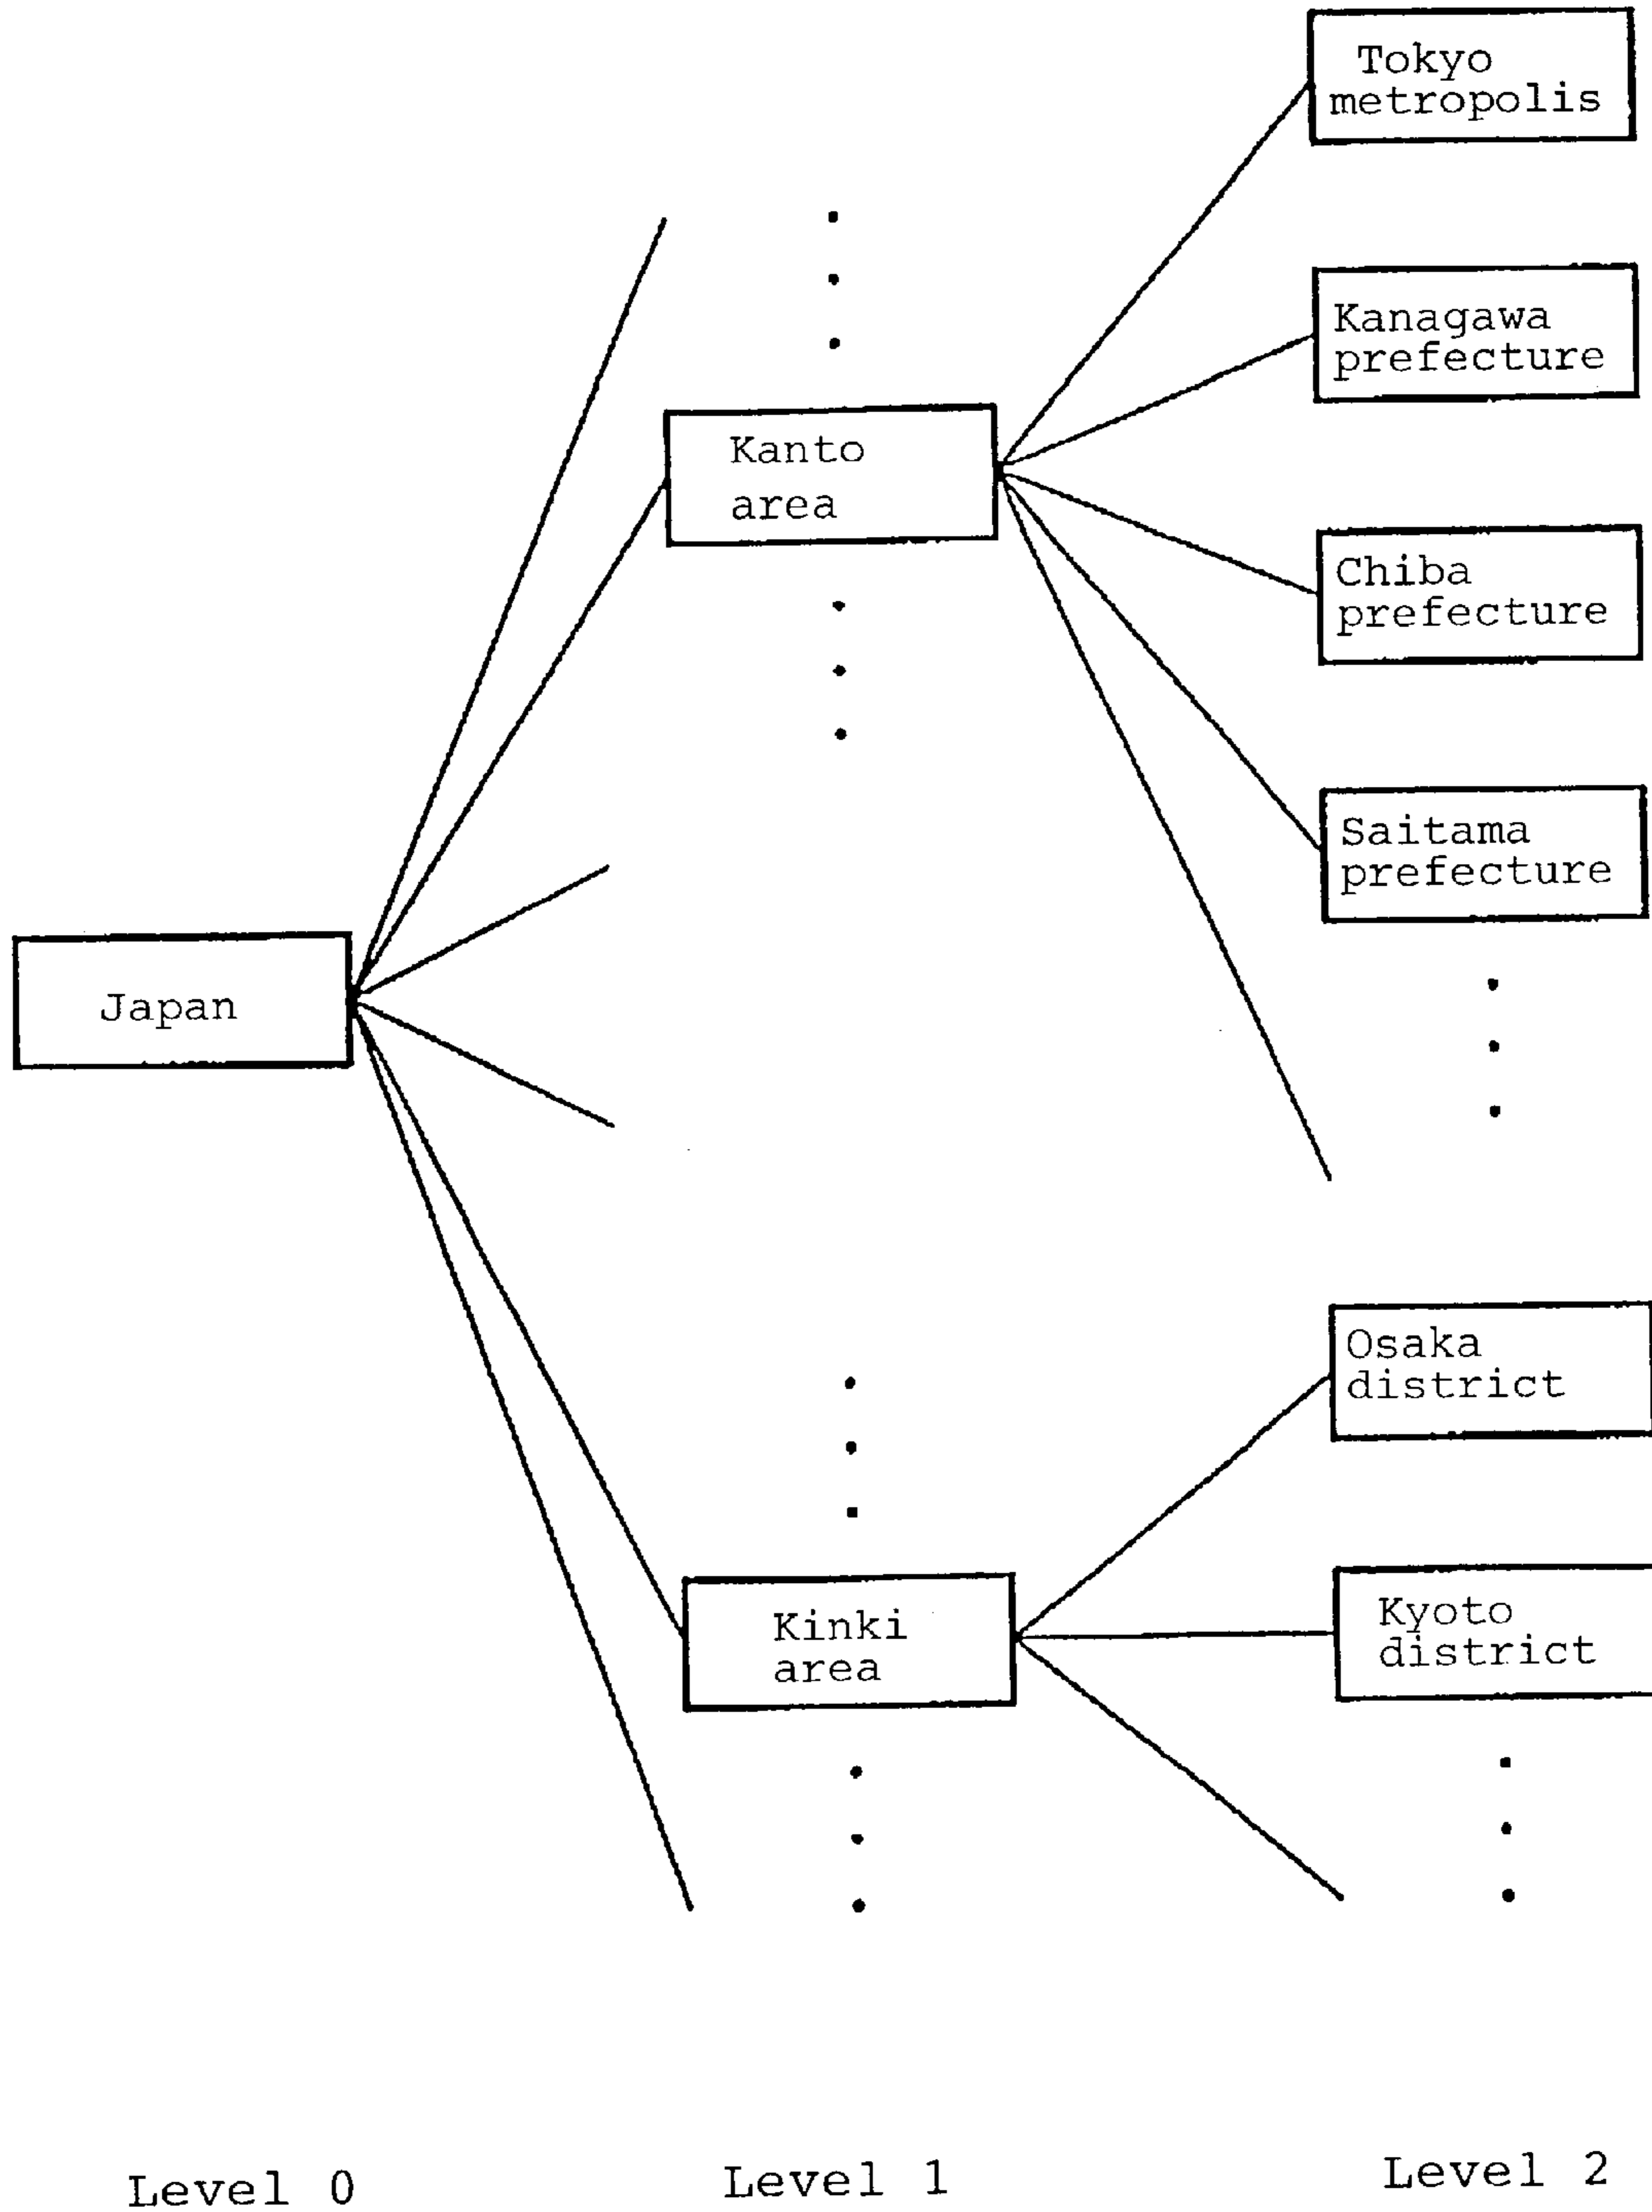 Tokyo
metropolis
Kanagawa
prefecture
Kanto
area
Chiba
prefecture
Saitama
prefecture
Japan
Osaka
district
Kinki
area
Kyoto
district
Level 0
Level 1
Level 2